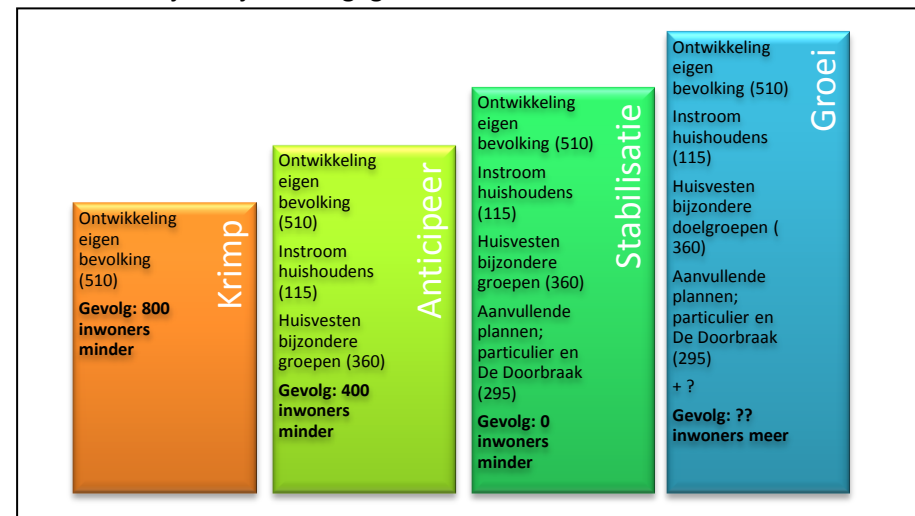 Ontwikkeling
eigen
bevolking
(510)
Gevolg: 800
inwoners
minder
Krimp
Ontwikkeling
eigen
bevolking
(510)
Instroom
huishoudens
(115)
Huisvesten
bijzondere
groepen (360)
Gevolg: 400
inwoners
minder
Anticipeer
Ontwikkeling
eigen
bevolking (510)
Instroom
huishoudens
(115)
Huisvesten
bijzondere
groepen (360)
Aanvullende
plannen;
particulier en
De Doorbraak
(295)
Gevolg: 0
inwoners
minder
Stabilisatie
Ontwikkeling
eigen
bevolking (510)
Instroom
huishoudens
(115)
Huisvesten
bijzondere
doelgroepen (
360)
Aanvullende
plannen;
particulier en
De Doorbraak
(295)
+ ?
Gevolg: ??
inwoners meer
Groei